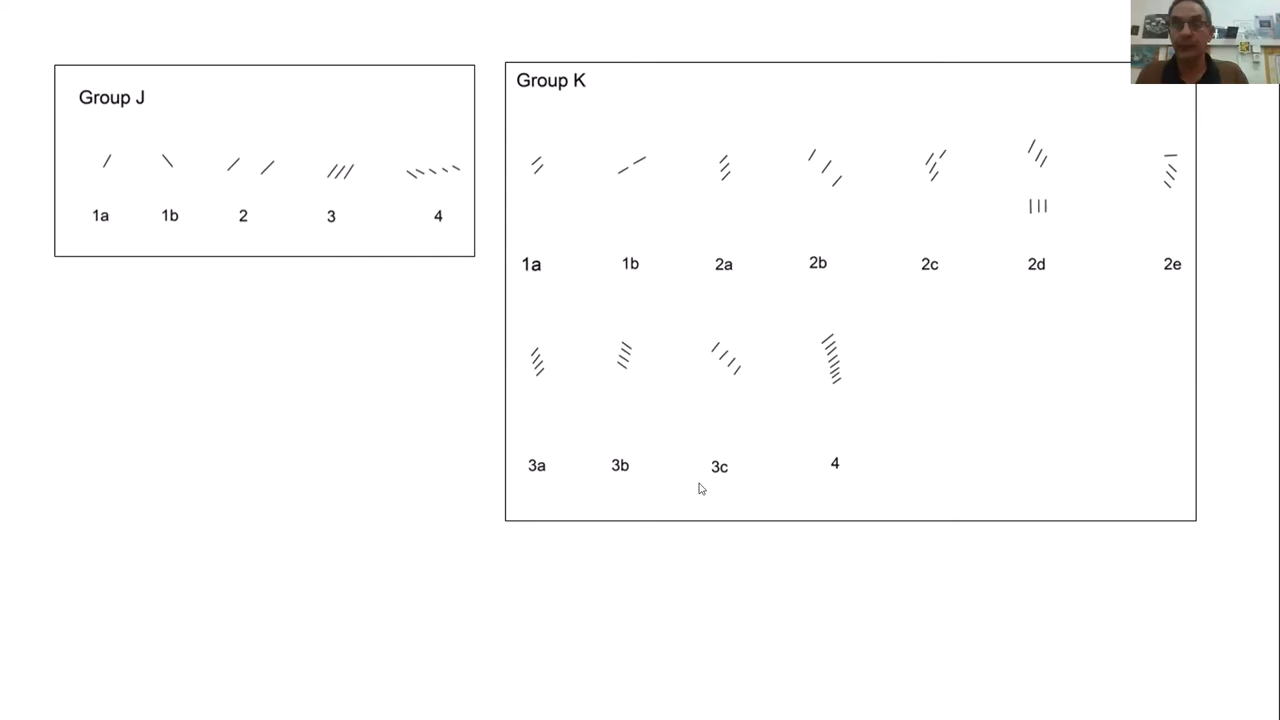 Group J
1a 1b 2 3 4
Group K
1a 1b 2a 2b 2c 2d 2e
3a 3b 3c 4